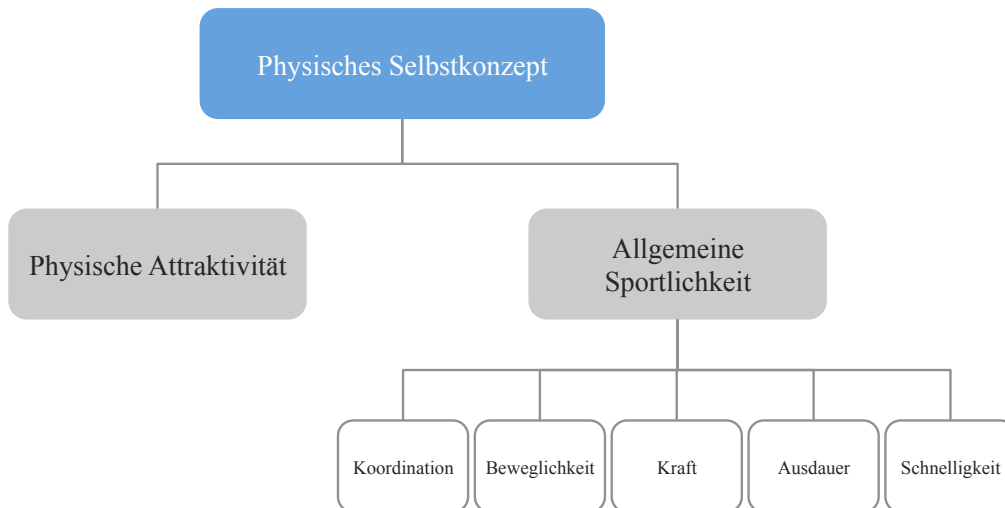 Physisches Selbstkonzept
Physische Attraktivität
Allgemeine
Sportlichkeit
Koordination
Beweglichkeit
Kraft
Ausdauer
Schnelligkeit